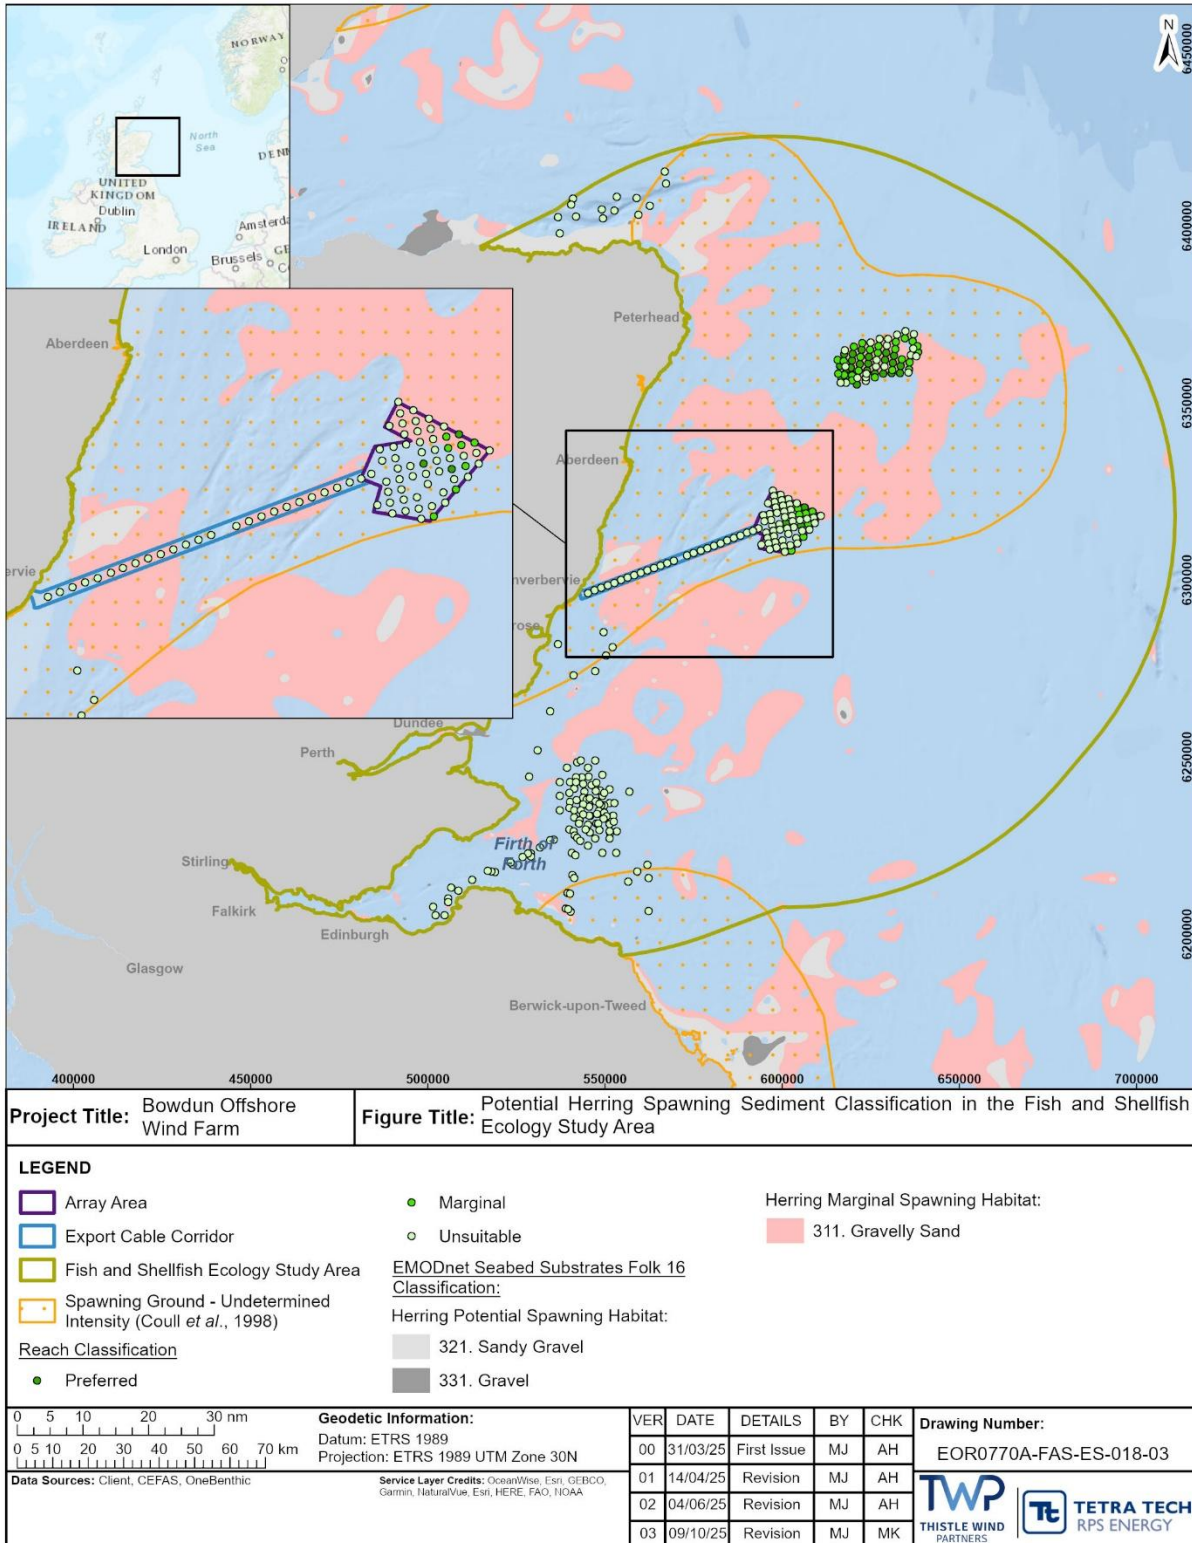 NORWAY
North
Sea
DEN
UNITED
KINGDOM
Dublin
IRELAND
Amsterda
London
Brussels
GE
N
6450000
6400000
6350000
6300000
6250000
6200000
Peterhead
Aberdeen
Aberdeen
ervie
nverbervie
rose
Dundee
Perth
Firth of
Forth
Stirling
Falkirk
Edinburgh
Glasgow
Berwick-upon-Tweed
400000 450000 500000 550000 600000 650000 700000
Project Title: Bowdun Offshore
Wind Farm
Figure Title: Potential Herring Spawning Sediment Classification in the Fish and Shellfish
Ecology Study Area
LEGEND
Array Area
Export Cable Corridor
Fish and Shellfish Ecology Study Area
Spawning Ground - Undetermined
Intensity (Coull et al., 1998)
Reach Classification
Preferred
Marginal
Unsuitable
EMODnet Seabed Substrates Folk 16
Classification:
Herring Potential Spawning Habitat:
321. Sandy Gravel
331. Gravel
Herring Marginal Spawning Habitat:
311. Gravelly Sand
0 5 10 20 30 nm
0 5 10 20 30 40 50 60 70 km
Geodetic Information:
Datum: ETRS 1989
Projection: ETRS 1989 UTM Zone 30N
Data Sources: Client, CEFAS, OneBenthic
Service Layer Credits: OceanWise, Esri, GEBCO,
Garmin, NaturalVue, Esri, HERE, FAO, NOAA
VER DATE DETAILS BY CHK
00 31/03/25 First Issue MJ AH
01 14/04/25 Revision MJ AH
02 04/06/25 Revision MJ AH
03 09/10/25 Revision MJ MK
Drawing Number:
EOR0770A-FAS-ES-018-03
TWP
THISTLE WIND
PARTNERS
Tt
TETRA TECH
RPS ENERGY